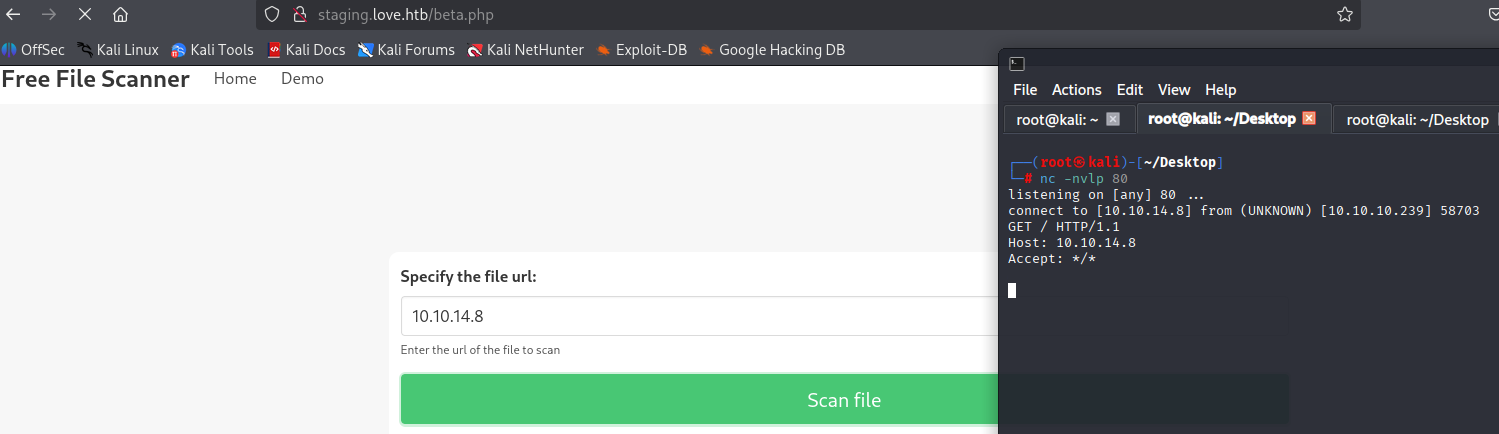 staging.love.htb/beta.php
OffSec Kali Linux Kali Tools Kali Docs Kali Forums Kali NetHunter Exploit-DB Google Hacking DB
Free File Scanner Home Demo
Specify the file url:
10.10.14.8
Enter the url of the file to scan
Scan file
File Actions Edit View Help
root@kali: ~ root@kali: ~/Desktop root@kali: ~/Desktop
┌──(root㉿kali)-[~/Desktop]
└─# nc -nvlp 80
listening on [any] 80 ...
connect to [10.10.14.8] from (UNKNOWN) [10.10.10.239] 58703
GET / HTTP/1.1
Host: 10.10.14.8
Accept: */*